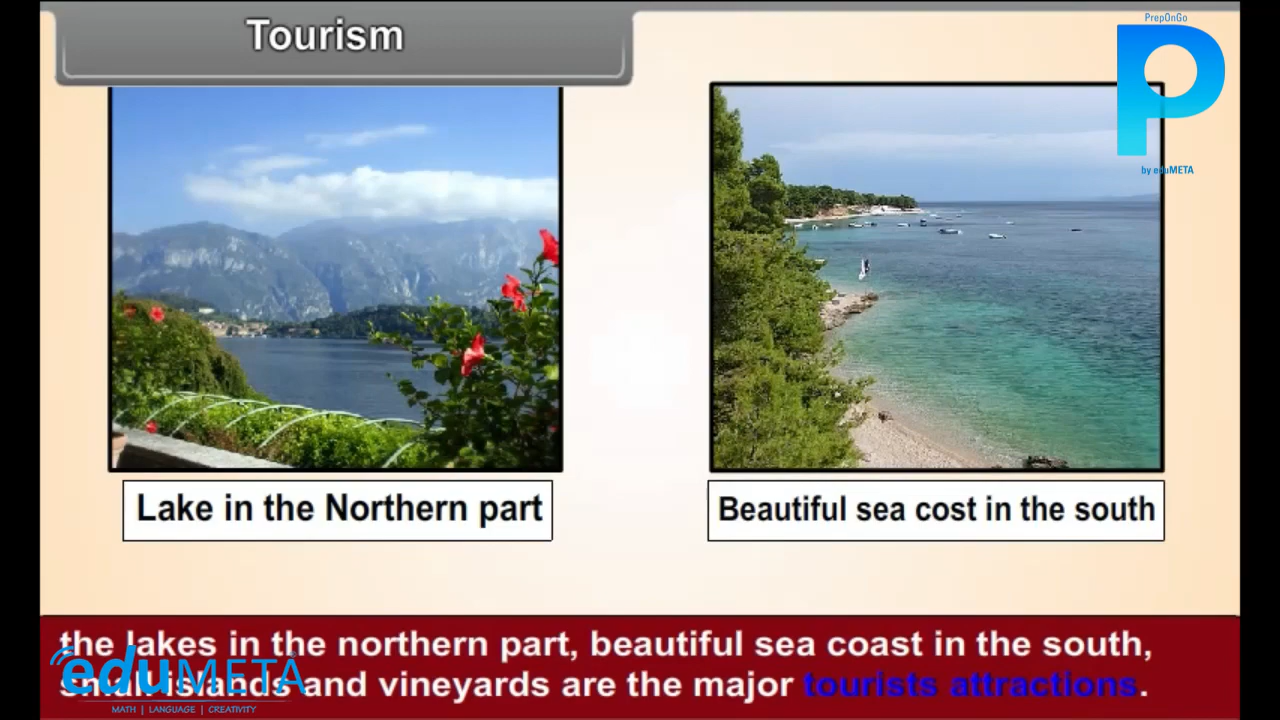 Tourism
PrepOnGo
P
by eduMETA
Lake in the Northern part
Beautiful sea cost in the south
the lakes in the northern part, beautiful sea coast in the south,
small islands and vineyards are the major tourists attractions.
eduMETA
MATH | LANGUAGE | CREATIVITY